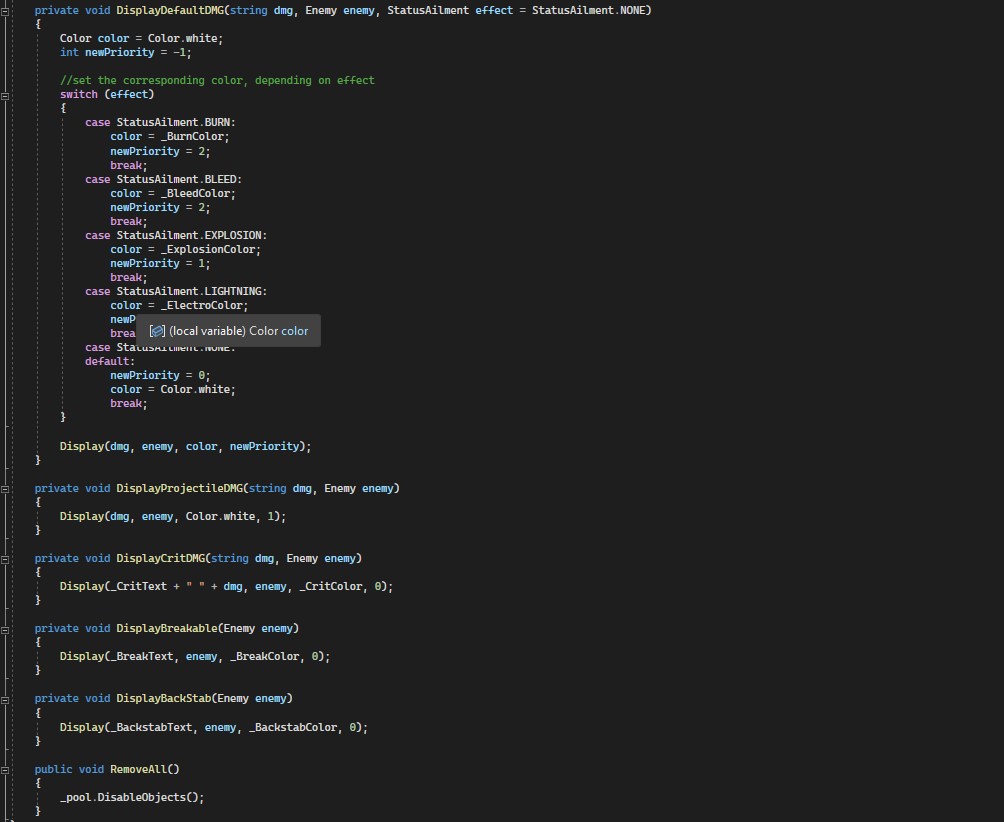 private void DisplayDefaultDMG(string dmg, Enemy enemy, StatusAilment effect = StatusAilment.NONE)
{
Color color = Color.white;
int newPriority = -1;
//set the corresponding color, depending on effect
switch (effect)
{
case StatusAilment.BURN:
color = _BurnColor;
newPriority = 2;
break;
case StatusAilment.BLEED:
color = _BleedColor;
newPriority = 2;
break;
case StatusAilment.EXPLOSION:
color = _ExplosionColor;
newPriority = 1;
break;
case StatusAilment.LIGHTNING:
color = _ElectroColor;
newP
(local variable) Color color
brea
case StatusAilment.NONE:
default:
newPriority = 0;
color = Color.white;
break;
}
Display(dmg, enemy, color, newPriority);
}
private void DisplayProjectileDMG(string dmg, Enemy enemy)
{
Display(dmg, enemy, Color.white, 1);
}
private void DisplayCritDMG(string dmg, Enemy enemy)
{
Display(_CritText + " " + dmg, enemy, _CritColor, 0);
}
private void DisplayBreakable(Enemy enemy)
{
Display(_BreakText, enemy, _BreakColor, 0);
}
private void DisplayBackStab(Enemy enemy)
{
Display(_BackstabText, enemy, _BackstabColor, 0);
}
public void RemoveAll()
{
_pool.DisableObjects();
}